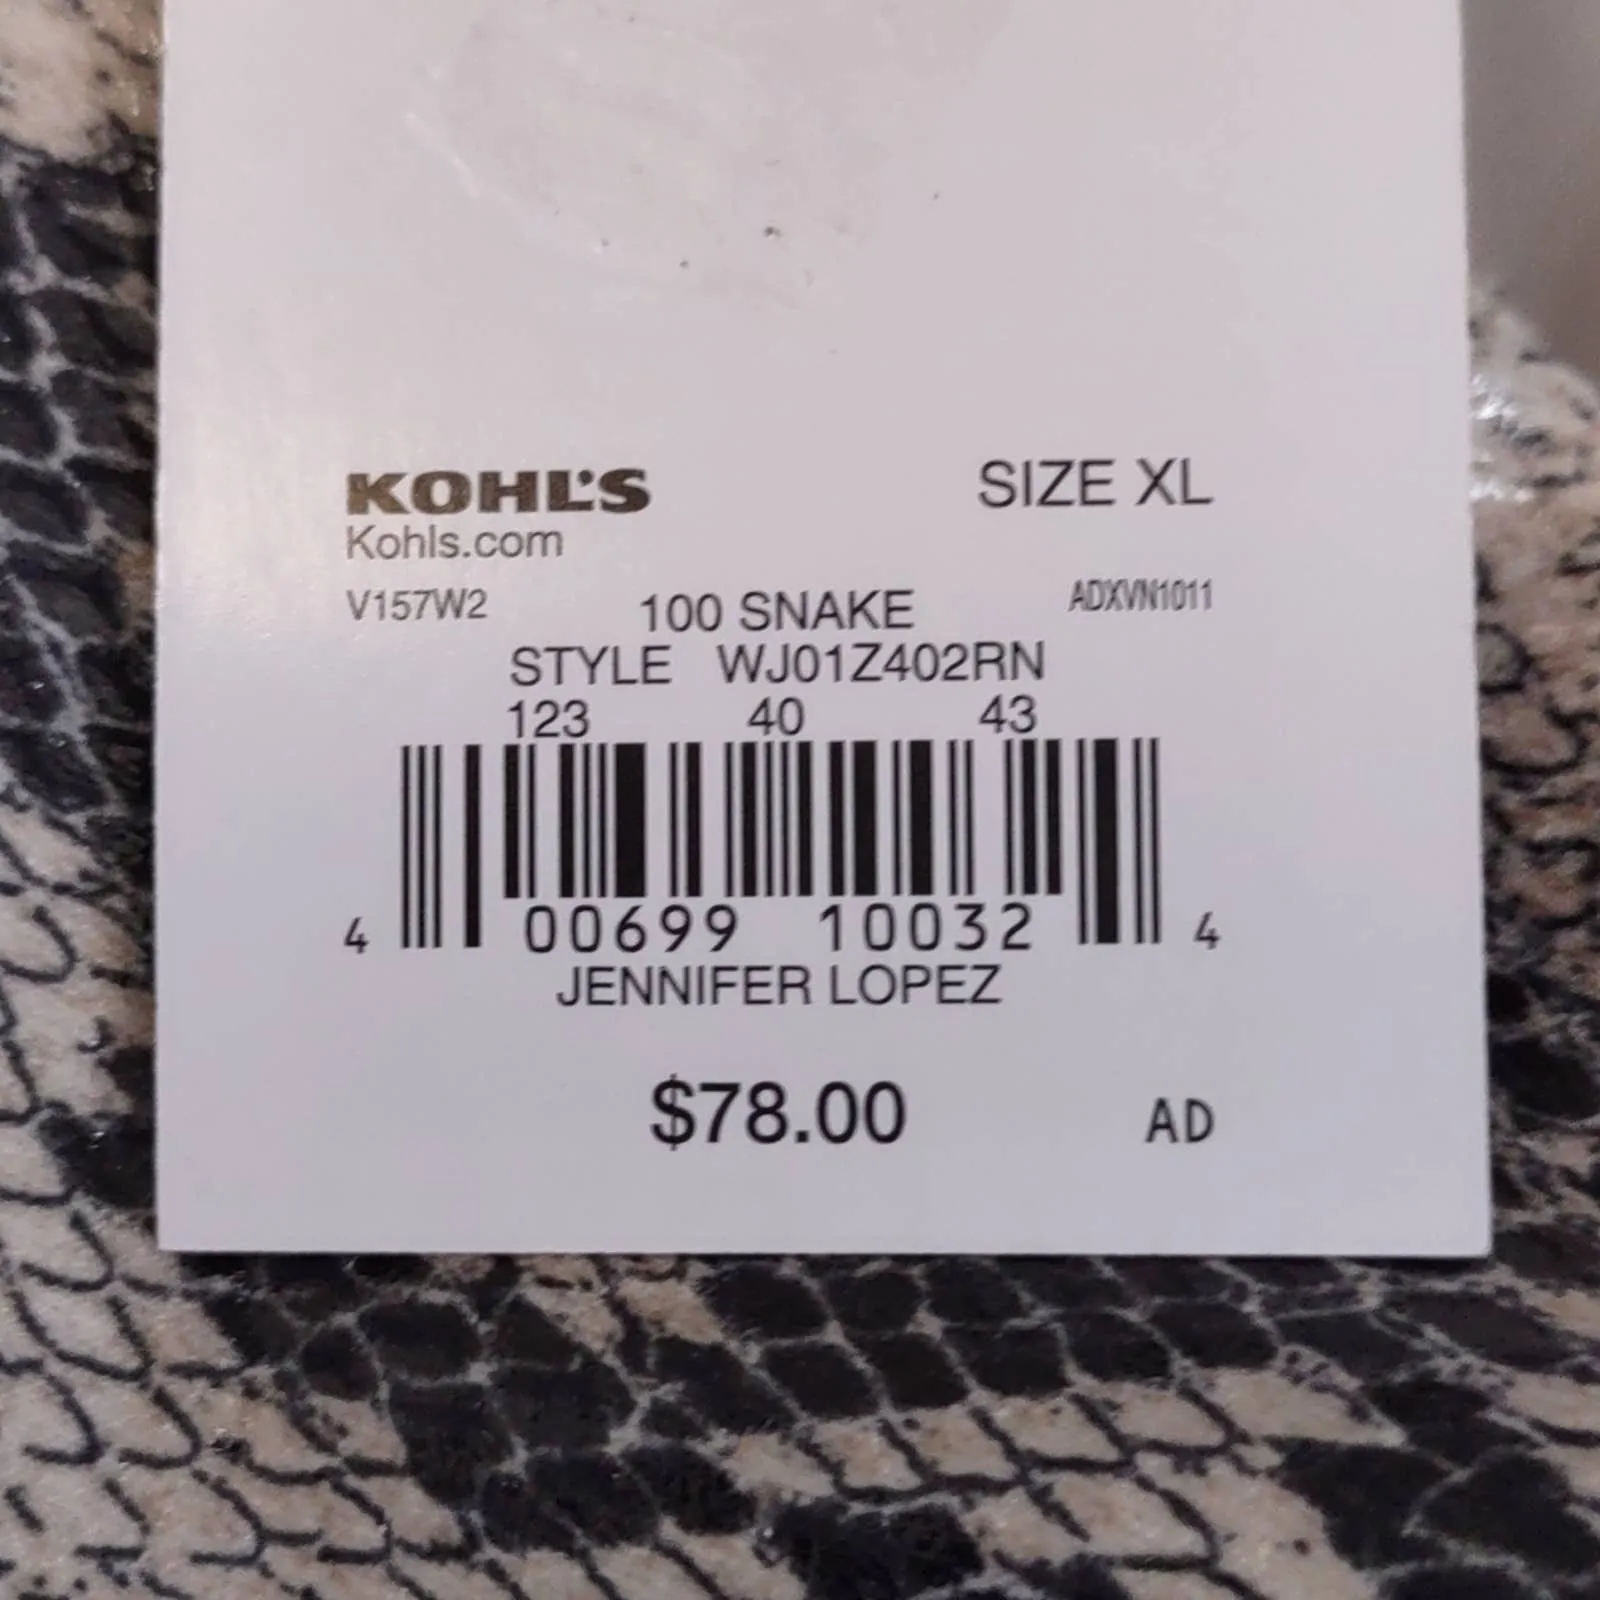 KOHL'S SIZE XL
Kohls.com
V157W2 100 SNAKE ADXVN1011
STYLE WJ01Z402RN
123 40 43
4 00699 10032 4
JENNIFER LOPEZ
$78.00 AD